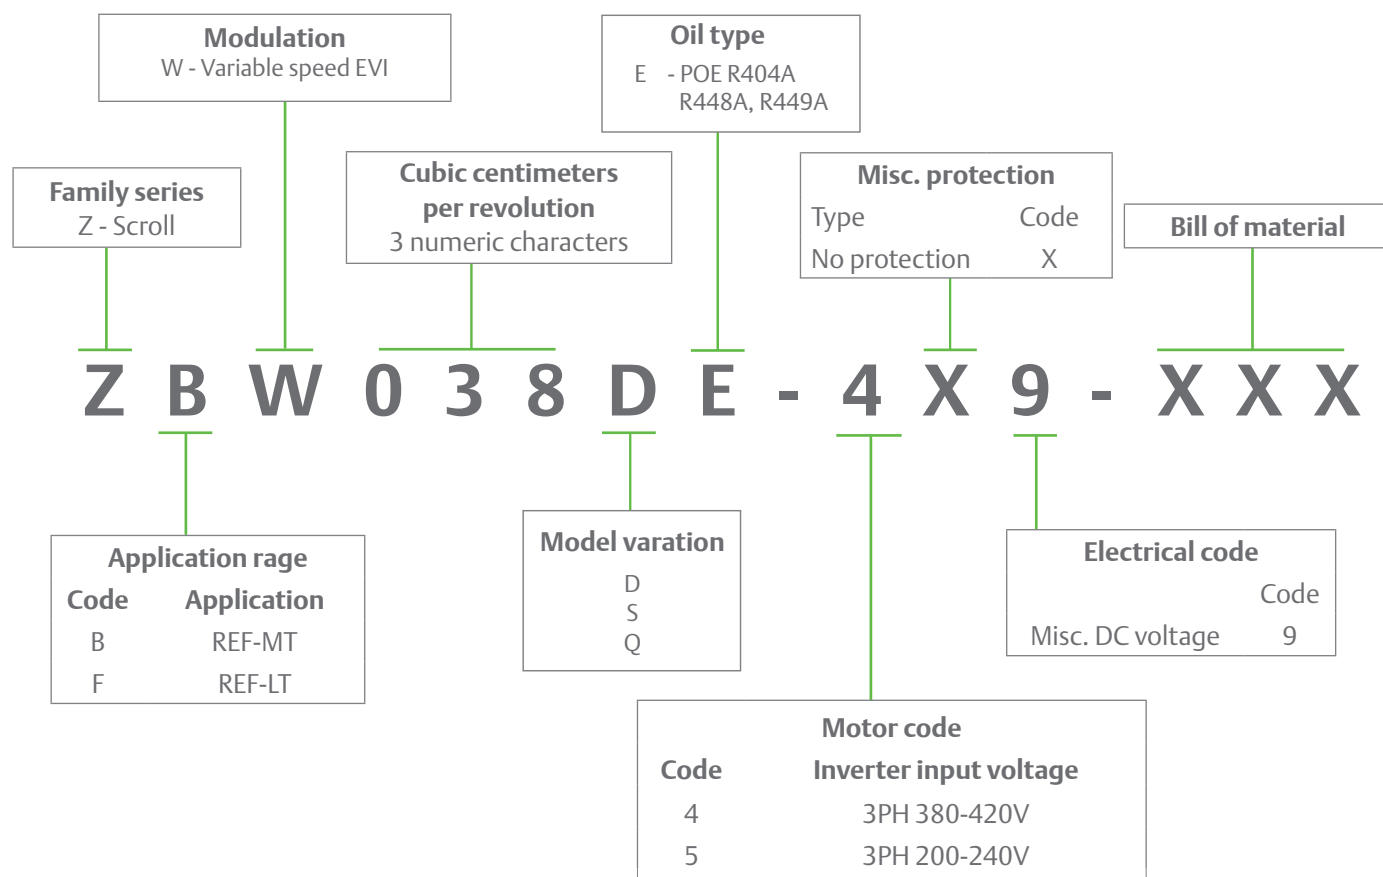 Modulation
W - Variable speed EVI
Oil type
E - POE R404A
R448A, R449A
Family series
Z - Scroll
Cubic centimeters
per revolution
3 numeric characters
Misc. protection
Type Code
No protection X
Bill of material
Z B W 0 3 8 D E - 4 X 9 - X X X
Application rage
Code Application
B REF-MT
F REF-LT
Model varation
D
S
Q
Electrical code
Code
Misc. DC voltage 9
Motor code
Code Inverter input voltage
4 3PH 380-420V
5 3PH 200-240V